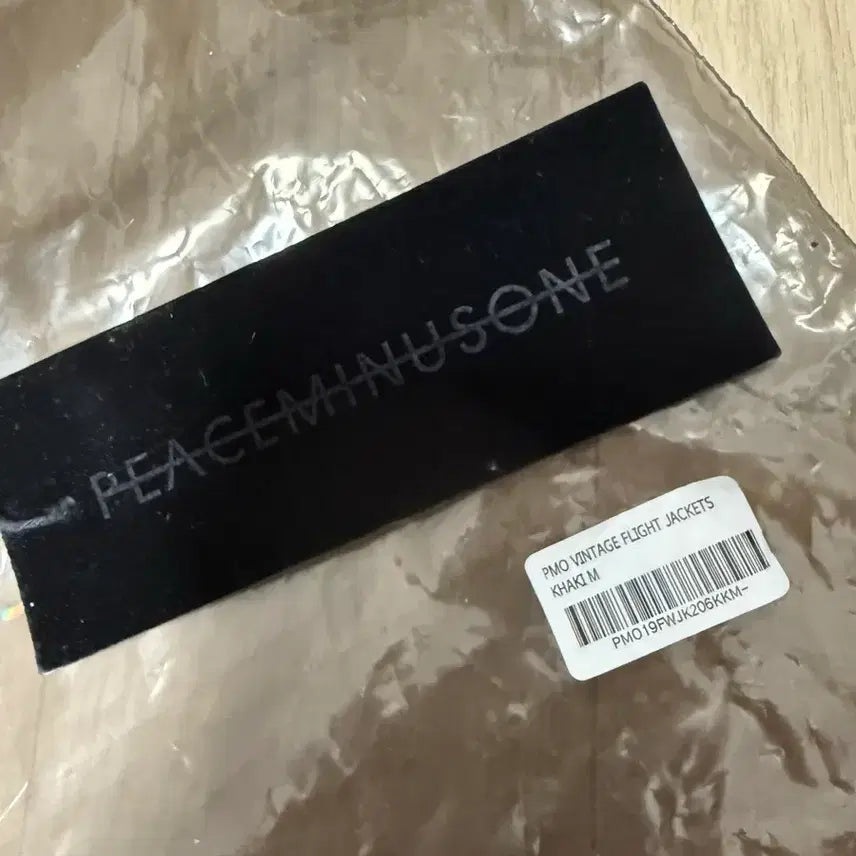 PEACEMINUSONE
PMO VINTAGE FLIGHT JACKETS
KHAKI M
PMO19FWJK206KKM-